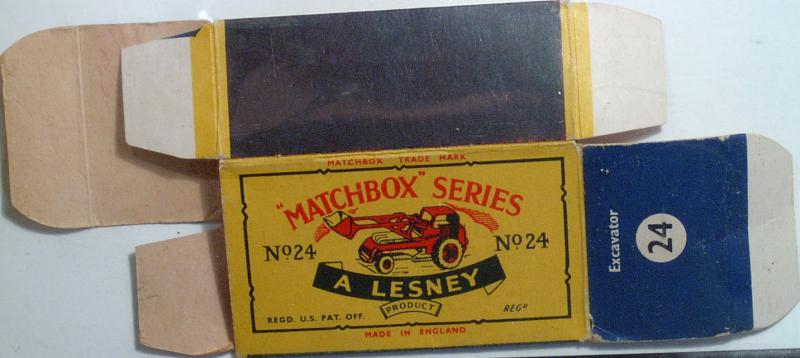 MATCHBOX TRADE MARK
"MATCHBOX" SERIES
Nº24
Nº24
A LESNEY
PRODUCT
REGD. U.S. PAT. OFF.
REGᴰ
MADE IN ENGLAND
Excavator
24